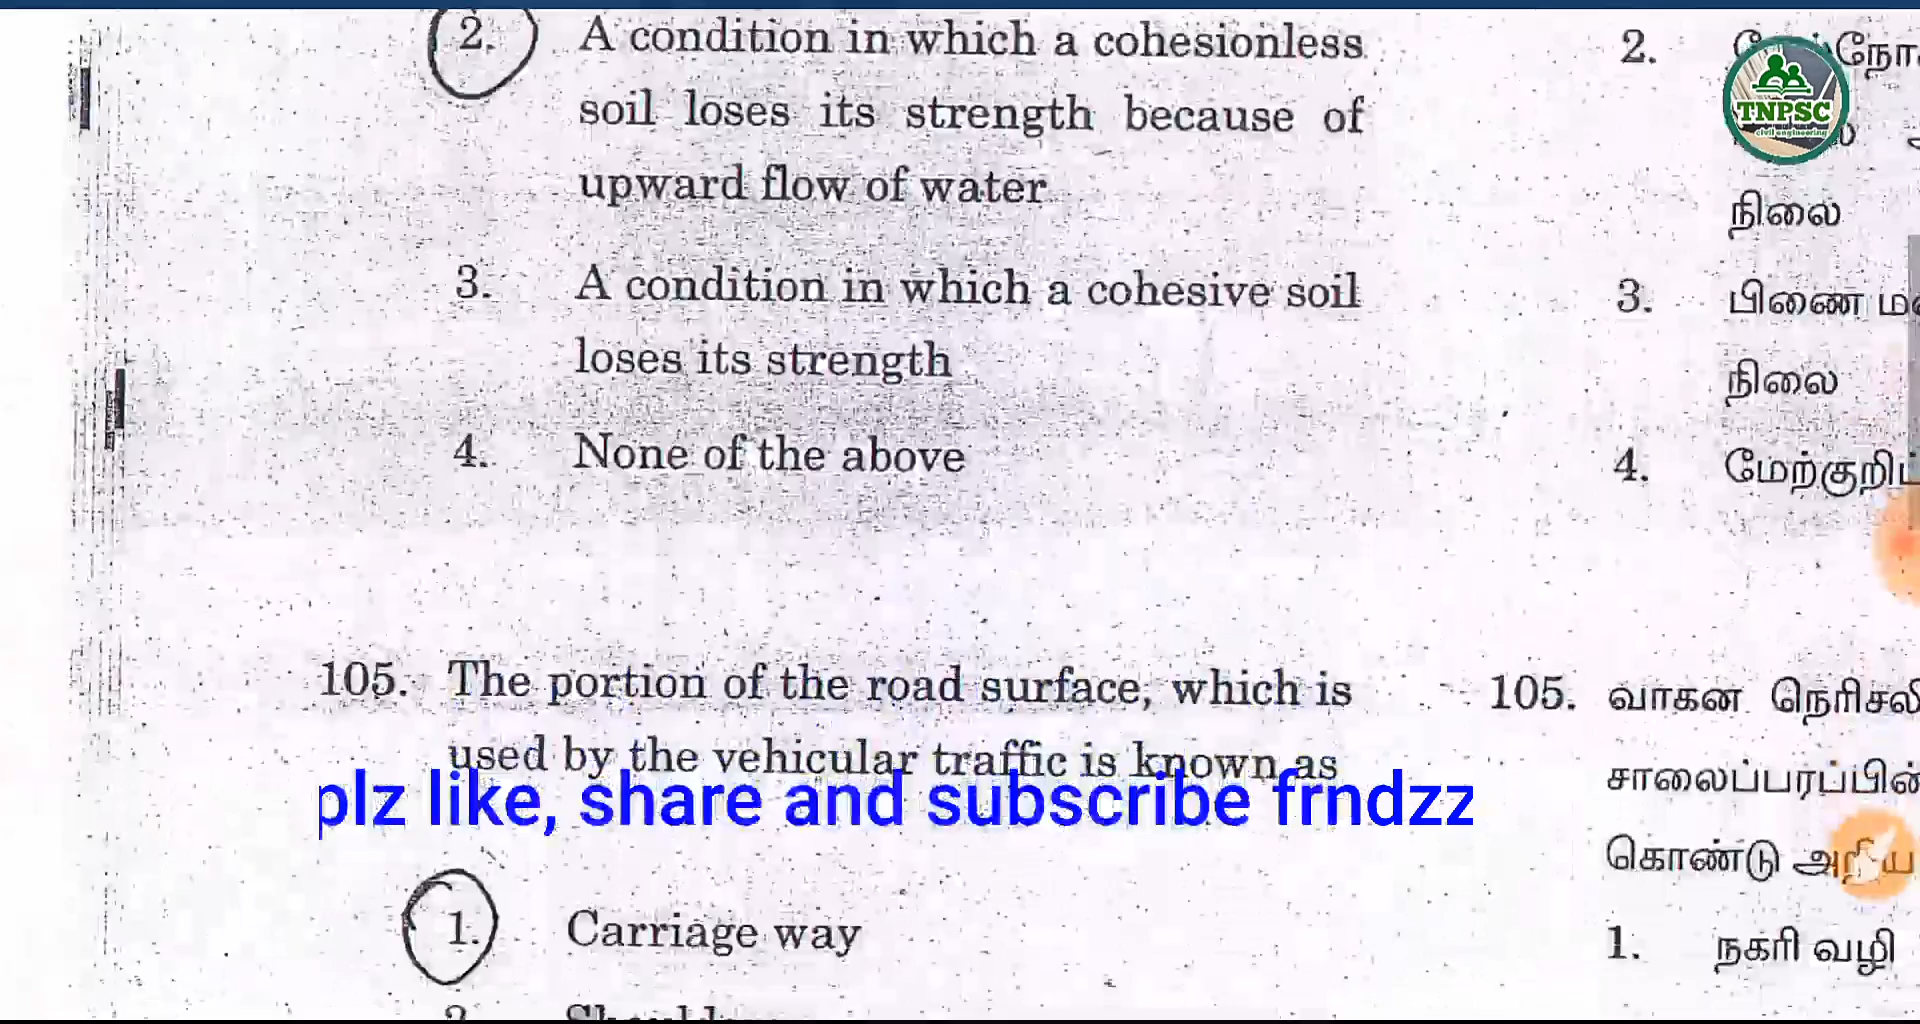 2. A condition in which a cohesionless
soil loses its strength because of
upward flow of water
3. A condition in which a cohesive soil
loses its strength
4. None of the above
105. The portion of the road surface, which is
used by the vehicular traffic is known as
plz like, share and subscribe frndzz
1. Carriage way
2.
2.
TNPSC
civil engineering
நிலை
3. பிணை
நிலை
4.
105. வாகன
சாலைப்பரப்பின்
கொண்டு
1. நகரி வழி